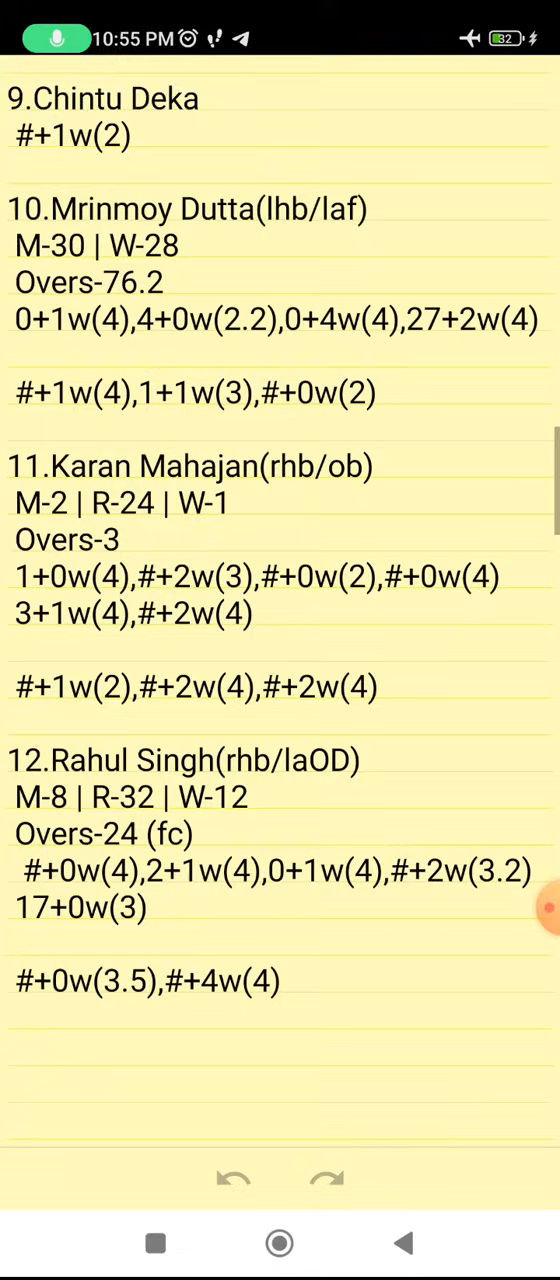 10:55 PM
32
9.Chintu Deka
#+1w(2)
10.Mrinmoy Dutta(lhb/laf)
M-30 | W-28
Overs-76.2
0+1w(4),4+0w(2.2),0+4w(4),27+2w(4)
#+1w(4),1+1w(3),#+0w(2)
11.Karan Mahajan(rhb/ob)
M-2 | R-24 | W-1
Overs-3
1+0w(4),#+2w(3),#+0w(2),#+0w(4)
3+1w(4),#+2w(4)
#+1w(2),#+2w(4),#+2w(4)
12.Rahul Singh(rhb/laOD)
M-8 | R-32 | W-12
Overs-24 (fc)
#+0w(4),2+1w(4),0+1w(4),#+2w(3.2)
17+0w(3)
#+0w(3.5),#+4w(4)